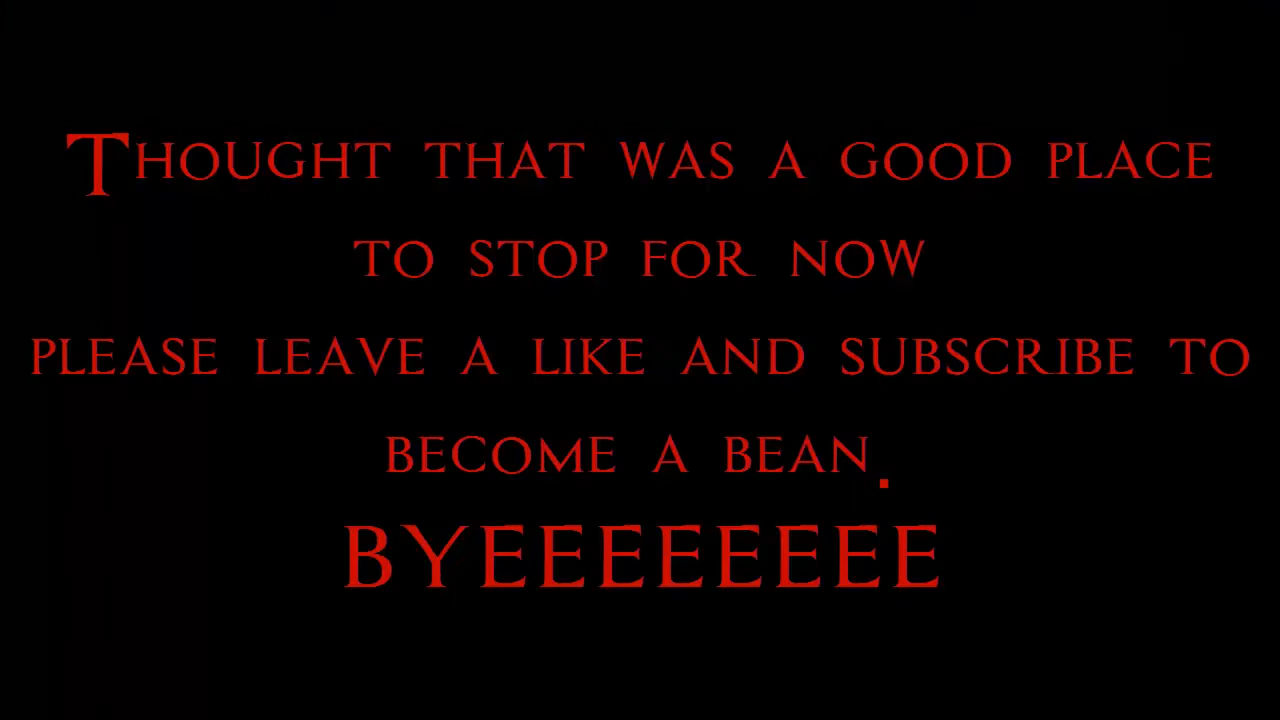 Thought that was a good place
to stop for now
please leave a like and subscribe to
become a bean.
BYEEEEEEEE